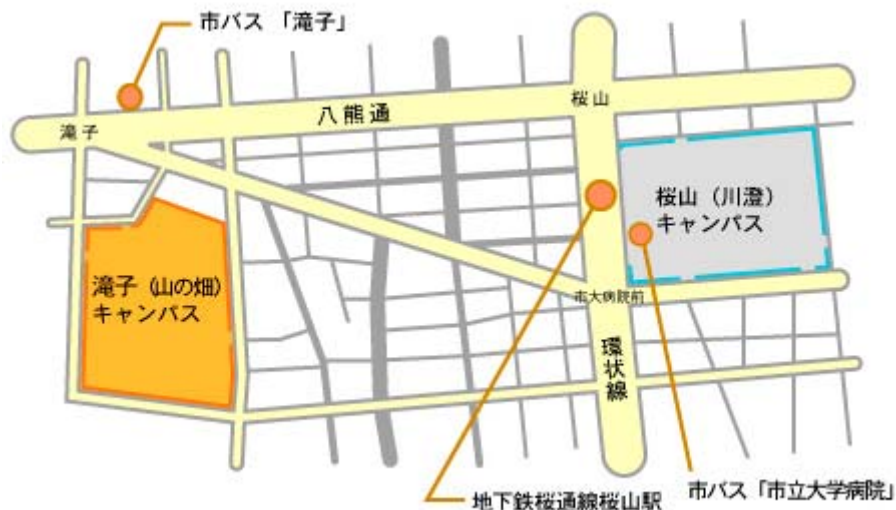 市バス 「滝子」
八熊通
桜山
滝子
桜山（川澄）
キャンパス
滝子（山の畑）
キャンパス
市大病院前
環状線
地下鉄桜通線桜山駅
市バス「市立大学病院」